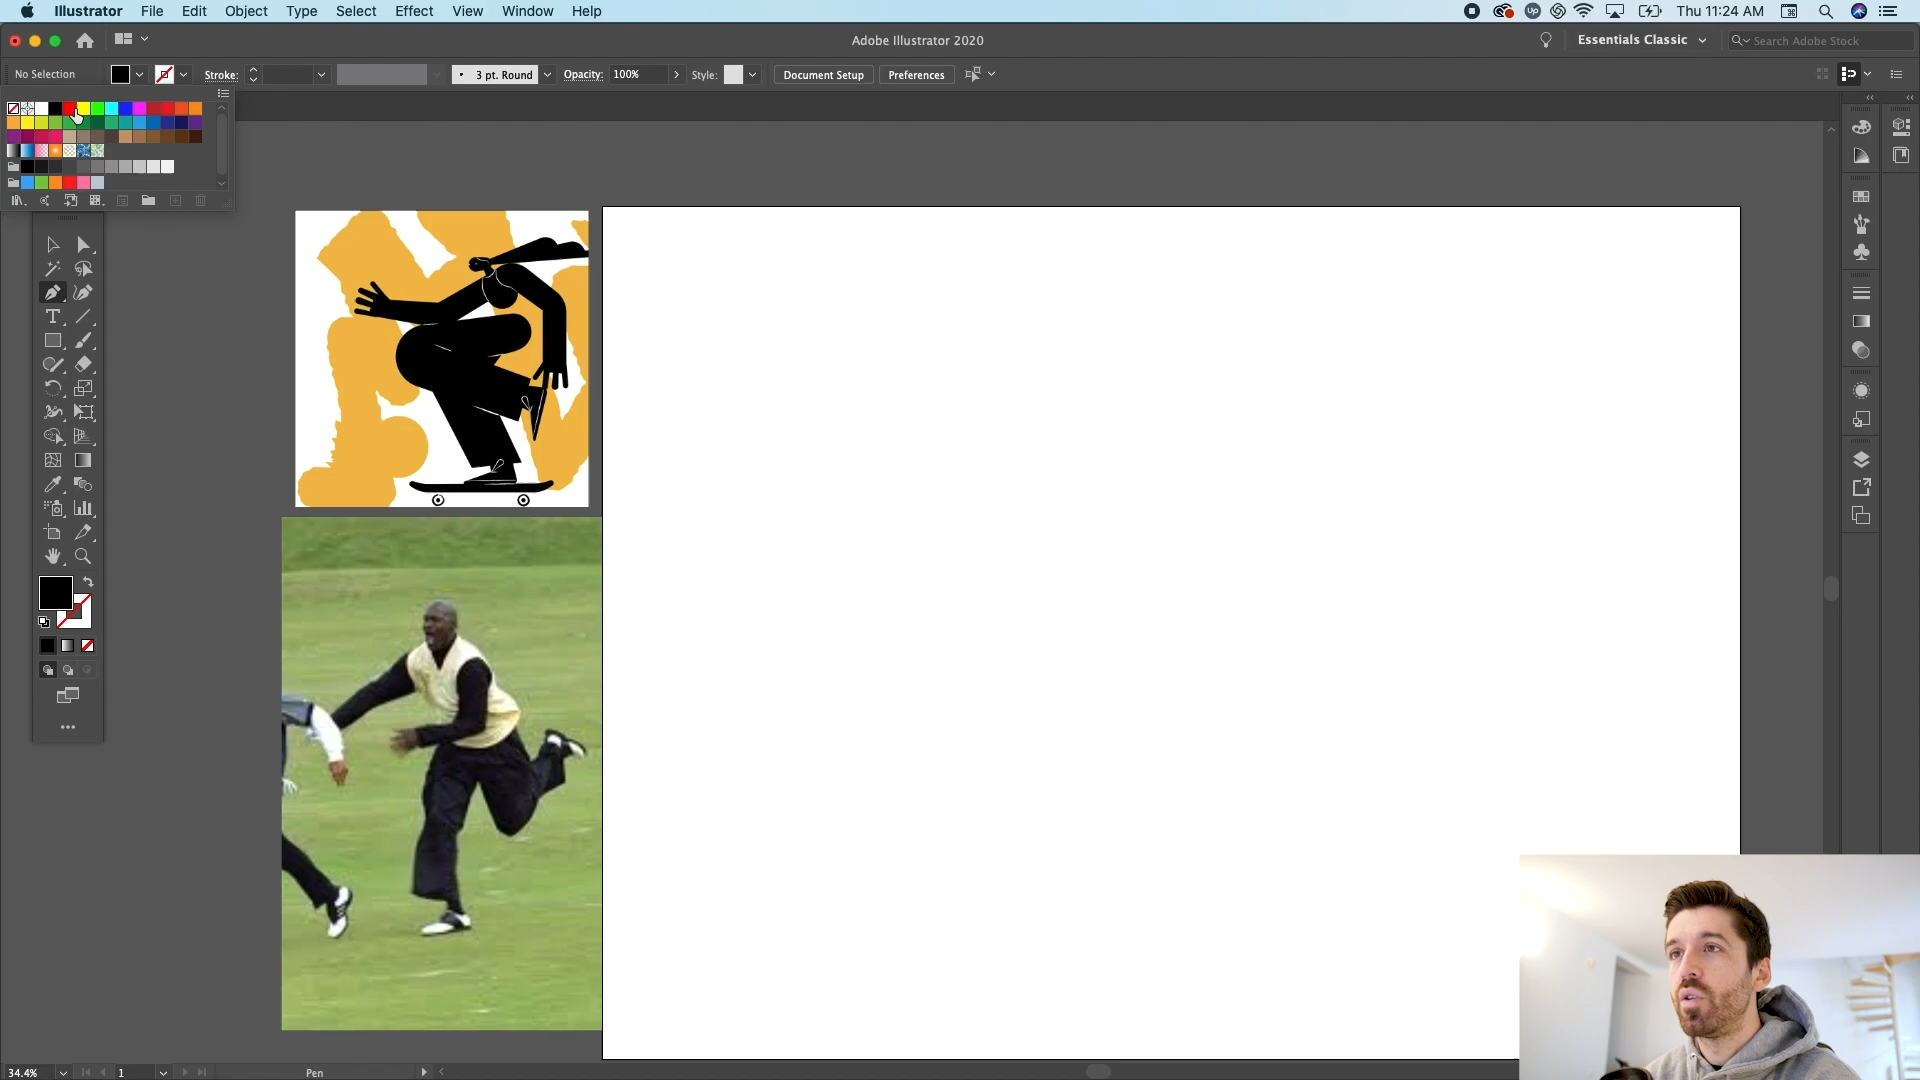 Illustrator File Edit Object Type Select Effect View Window Help
Thu 11:24 AM
Adobe Illustrator 2020
Essentials Classic
Search Adobe Stock
No Selection
Stroke:
3 pt. Round
Opacity:
100%
Style:
Document Setup
Preferences
34.4%
1
Pen